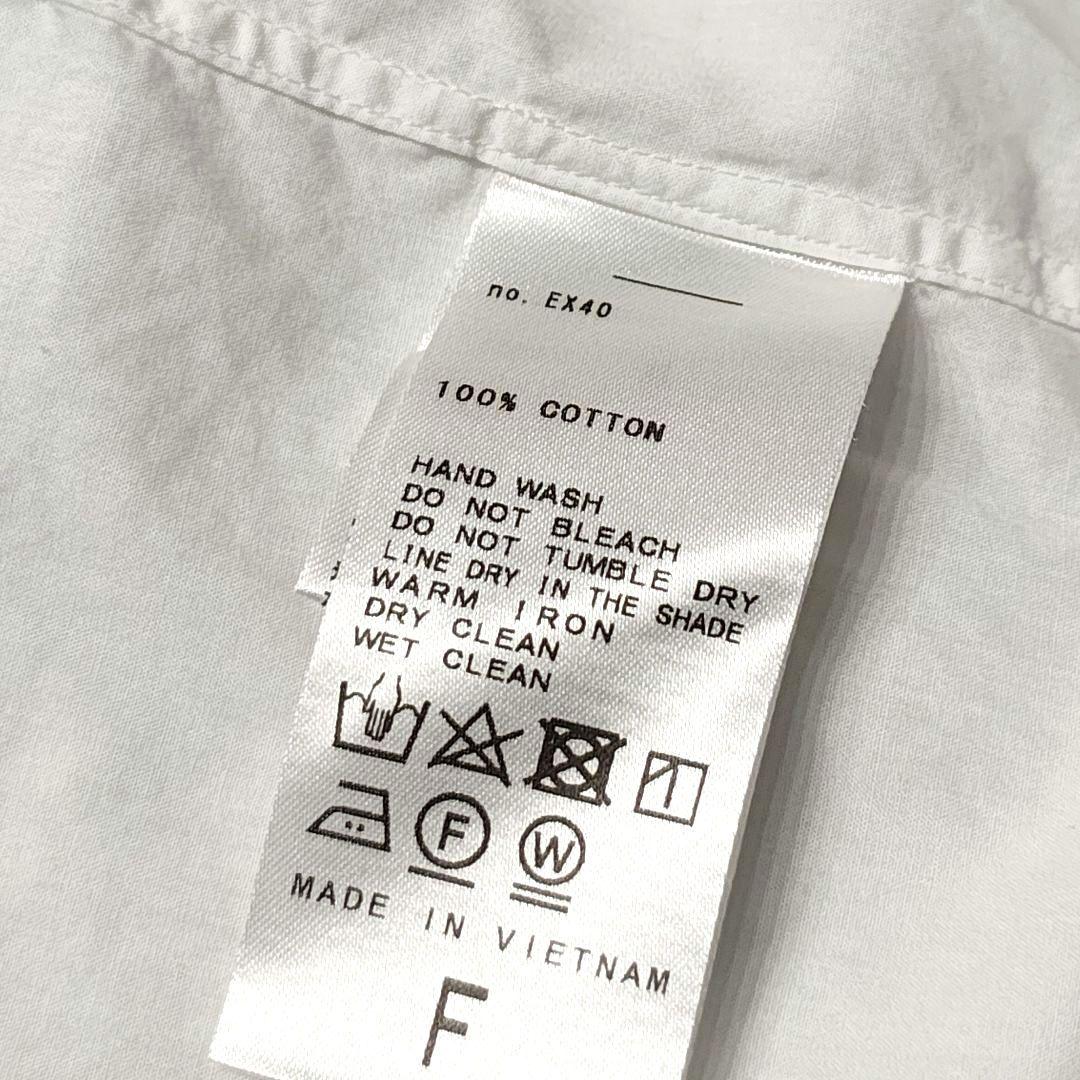 no. EX40
100% COTTON
HAND WASH
DO NOT BLEACH
DO NOT TUMBLE DRY
LINE DRY IN THE SHADE
WARM IRON
DRY CLEAN
WET CLEAN
F W
MADE IN VIETNAM
F